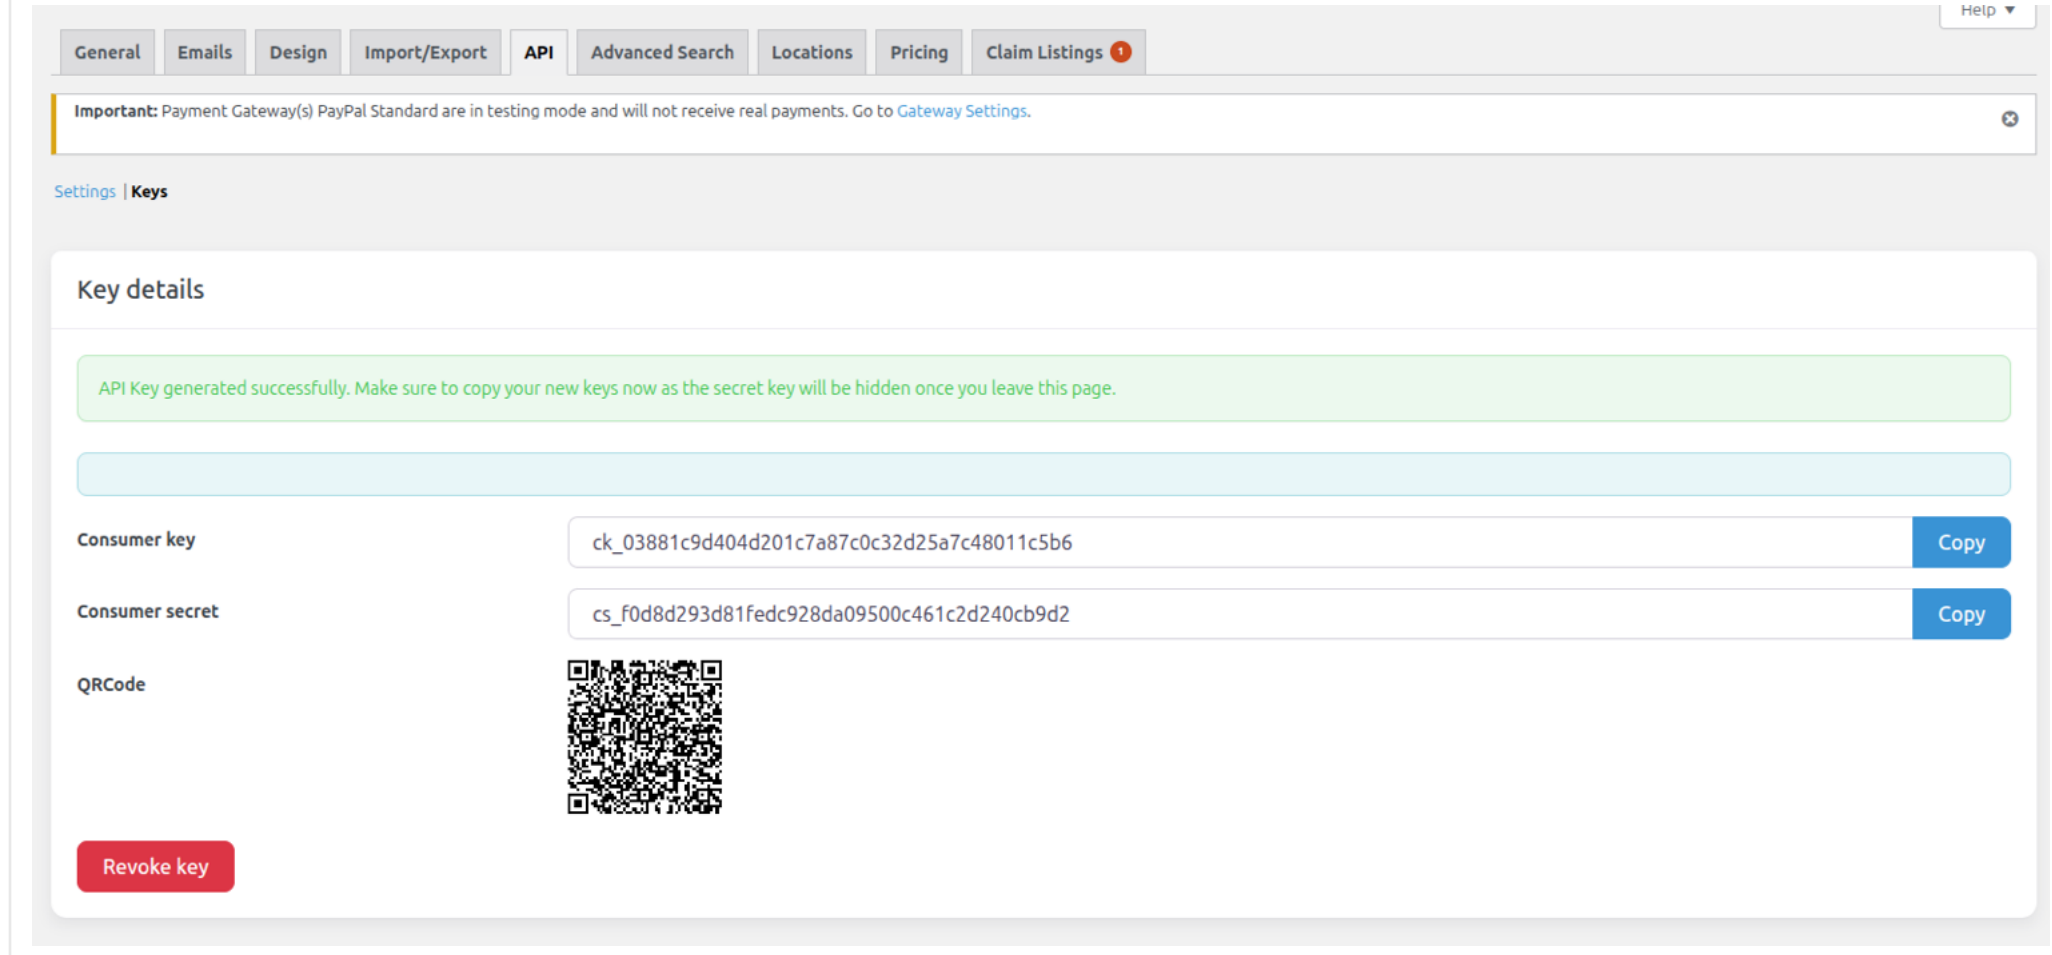 Help ▼
General Emails Design Import/Export API Advanced Search Locations Pricing Claim Listings 1
Important: Payment Gateway(s) PayPal Standard are in testing mode and will not receive real payments. Go to Gateway Settings.
Settings | Keys
Key details
API Key generated successfully. Make sure to copy your new keys now as the secret key will be hidden once you leave this page.
Consumer key ck_03881c9d404d201c7a87c0c32d25a7c48011c5b6 Copy
Consumer secret cs_f0d8d293d81fedc928da09500c461c2d240cb9d2 Copy
QRCode
Revoke key